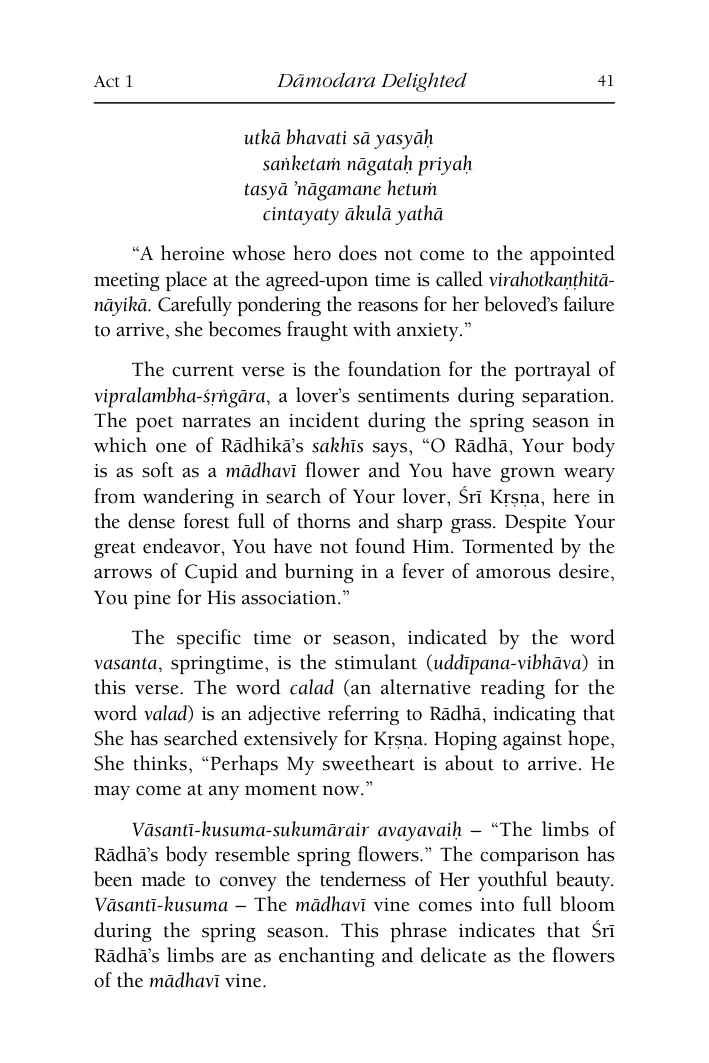 Act 1 Dāmodara Delighted 41
utkā bhavati sā yasyāḥ
saṅketaṁ nāgataḥ priyaḥ
tasyā ’nāgamane hetuṁ
cintayaty ākulā yathā
“A heroine whose hero does not come to the appointed
meeting place at the agreed-upon time is called virahotkaṇṭhitā-
nāyikā. Carefully pondering the reasons for her beloved’s failure
to arrive, she becomes fraught with anxiety.”
The current verse is the foundation for the portrayal of
vipralambha-śṛṅgāra, a lover’s sentiments during separation.
The poet narrates an incident during the spring season in
which one of Rādhikā’s sakhīs says, “O Rādhā, Your body
is as soft as a mādhavī flower and You have grown weary
from wandering in search of Your lover, Śrī Kṛṣṇa, here in
the dense forest full of thorns and sharp grass. Despite Your
great endeavor, You have not found Him. Tormented by the
arrows of Cupid and burning in a fever of amorous desire,
You pine for His association.”
The specific time or season, indicated by the word
vasanta, springtime, is the stimulant (uddīpana-vibhāva) in
this verse. The word calad (an alternative reading for the
word valad) is an adjective referring to Rādhā, indicating that
She has searched extensively for Kṛṣṇa. Hoping against hope,
She thinks, “Perhaps My sweetheart is about to arrive. He
may come at any moment now.”
Vāsantī-kusuma-sukumārair avayavaiḥ – “The limbs of
Rādhā’s body resemble spring flowers.” The comparison has
been made to convey the tenderness of Her youthful beauty.
Vāsantī-kusuma – The mādhavī vine comes into full bloom
during the spring season. This phrase indicates that Śrī
Rādhā’s limbs are as enchanting and delicate as the flowers
of the mādhavī vine.